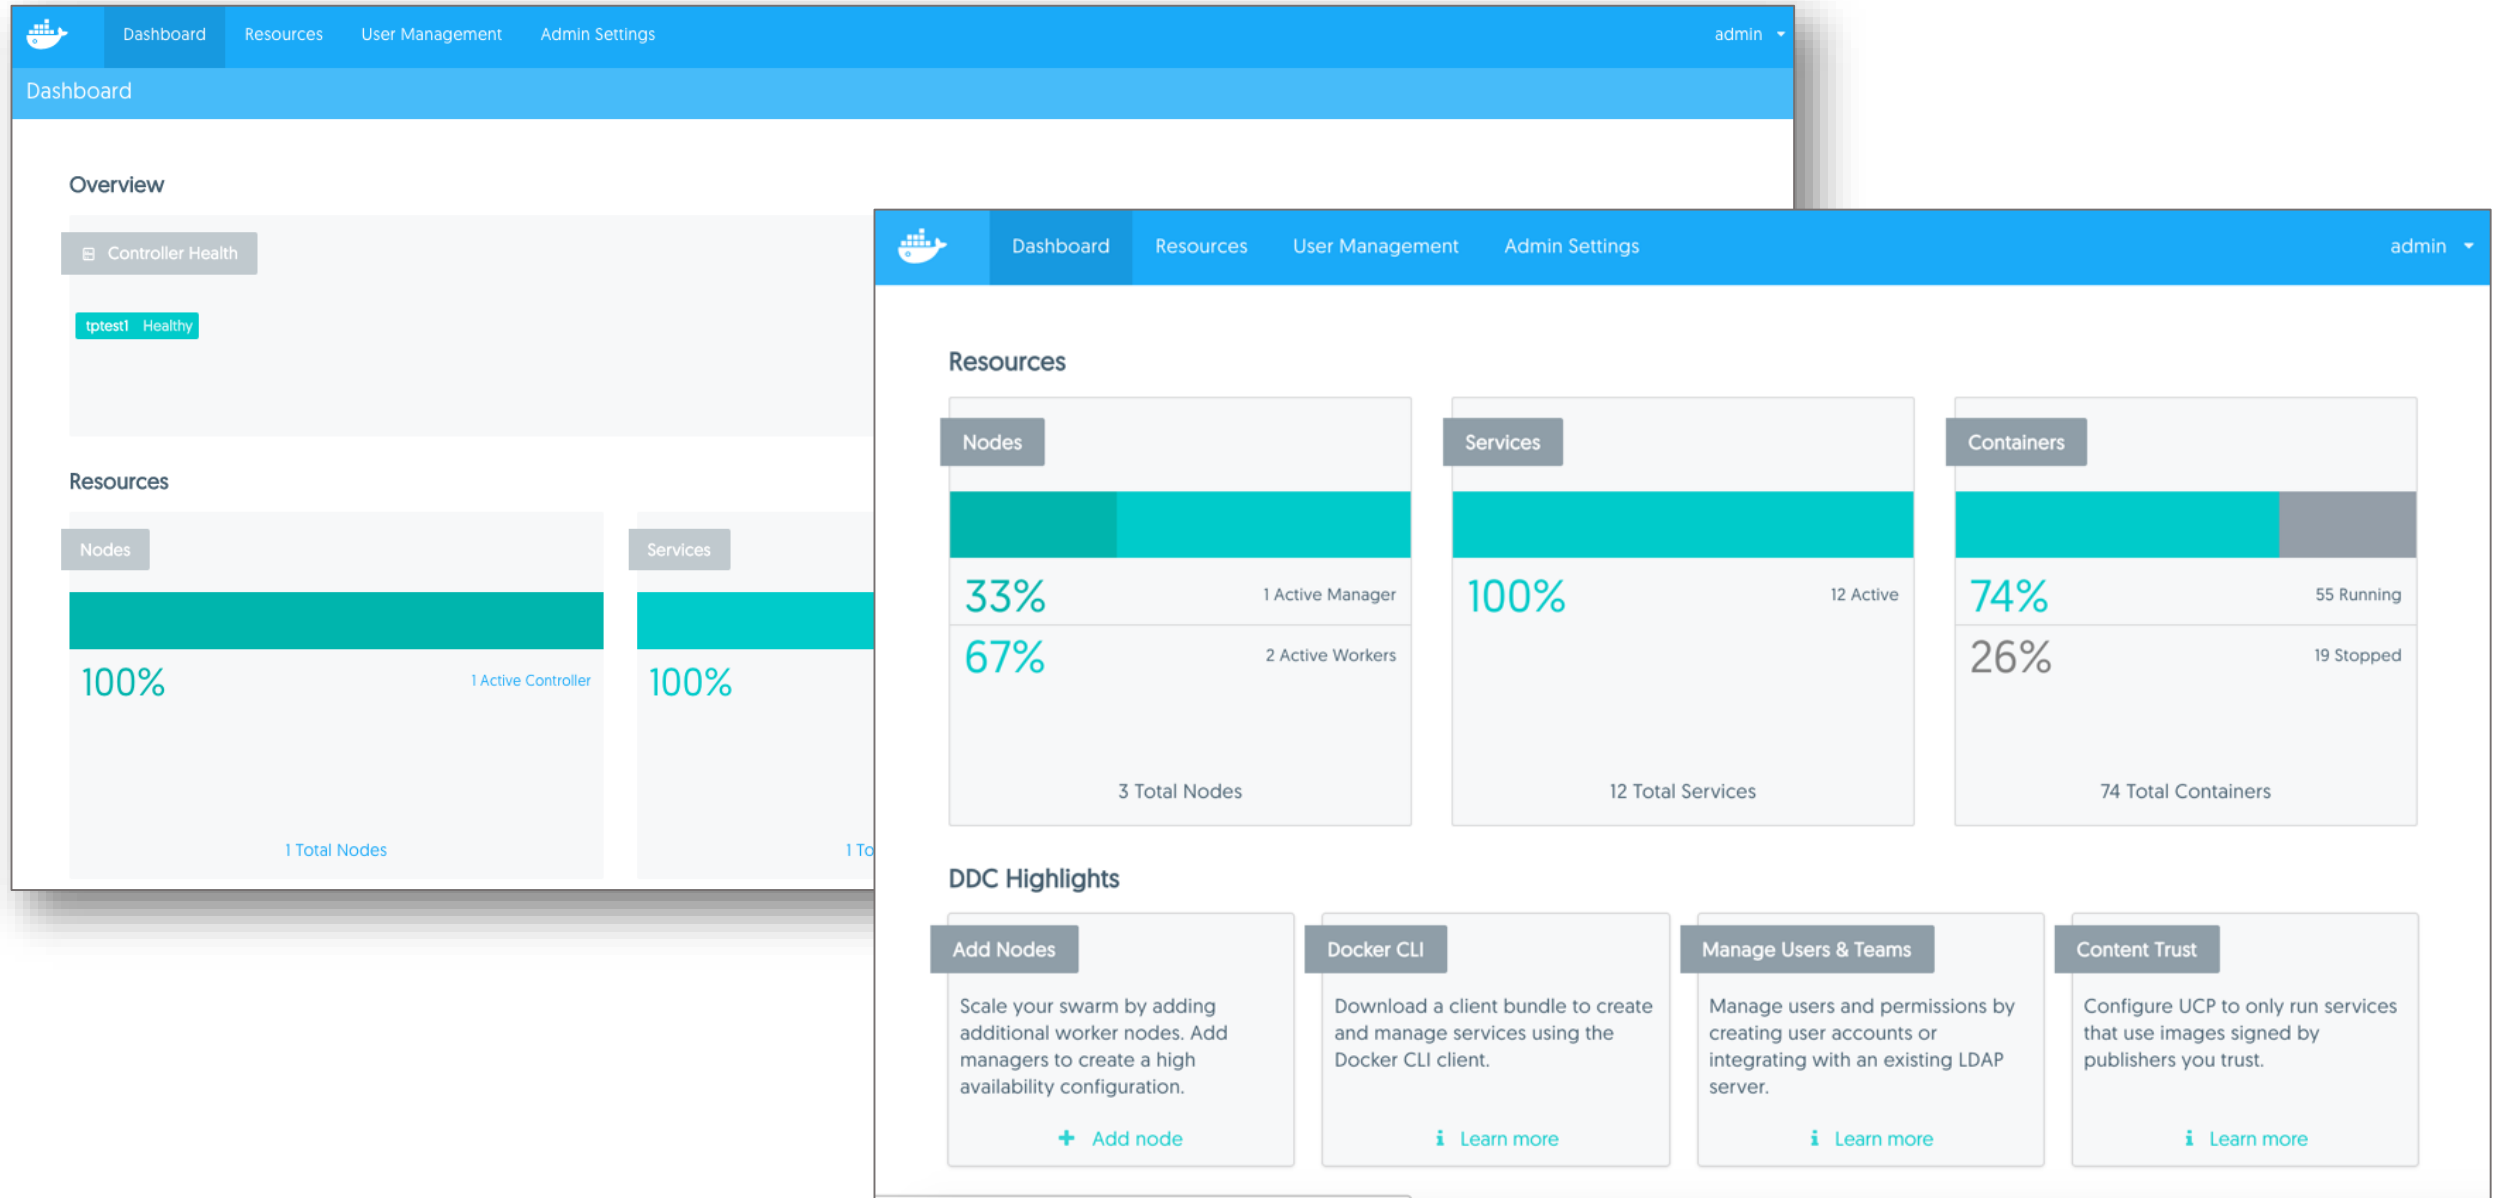 Dashboard Resources User Management Admin Settings admin
Dashboard
Overview
Controller Health
tptest1 Healthy
Resources
Nodes
100% 1 Active Controller
1 Total Nodes
Services
100%
1 To
Dashboard Resources User Management Admin Settings admin
Resources
Nodes
33% 1 Active Manager
67% 2 Active Workers
3 Total Nodes
Services
100% 12 Active
12 Total Services
Containers
74% 55 Running
26% 19 Stopped
74 Total Containers
DDC Highlights
Add Nodes
Scale your swarm by adding
additional worker nodes. Add
managers to create a high
availability configuration.
Add node
Docker CLI
Download a client bundle to create
and manage services using the
Docker CLI client.
Learn more
Manage Users & Teams
Manage users and permissions by
creating user accounts or
integrating with an existing LDAP
server.
Learn more
Content Trust
Configure UCP to only run services
that use images signed by
publishers you trust.
Learn more